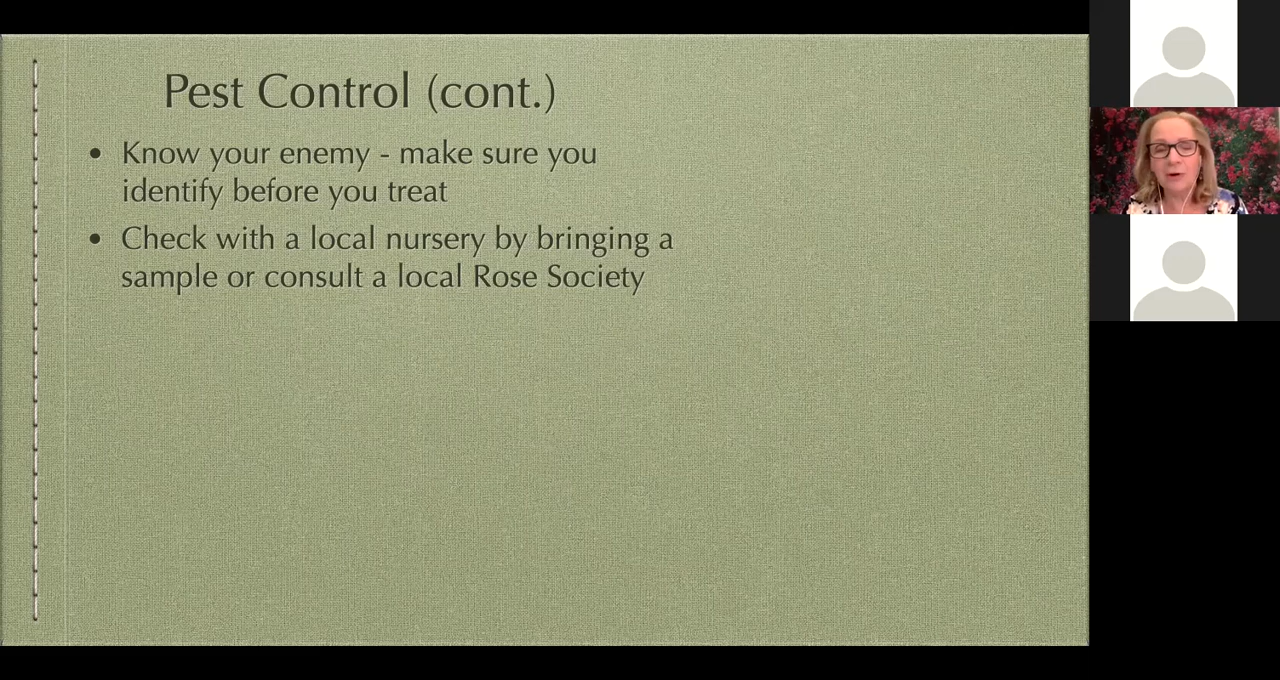 Pest Control (cont.)
• Know your enemy - make sure you
identify before you treat
• Check with a local nursery by bringing a
sample or consult a local Rose Society